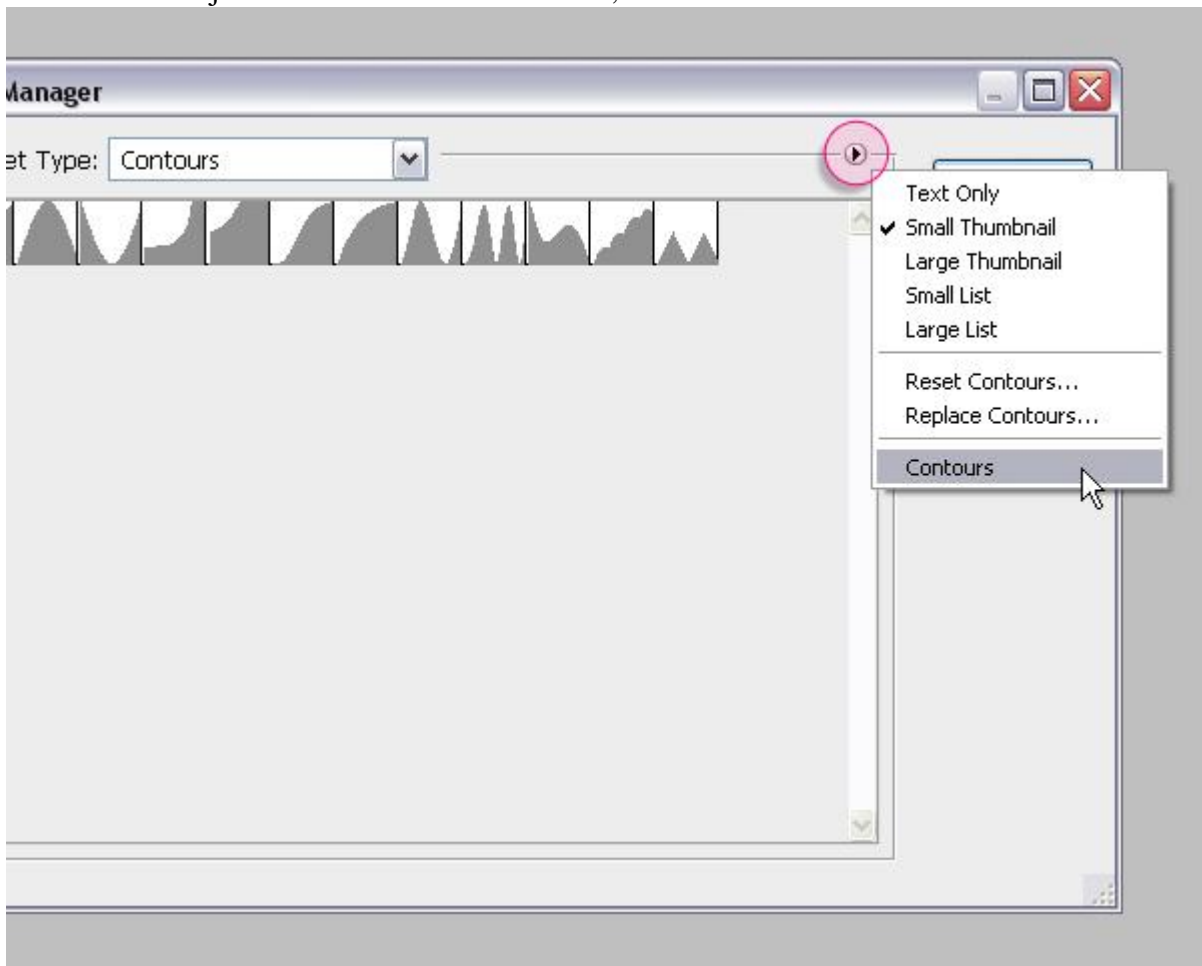 Manager
et Type: Contours
Text Only
Small Thumbnail
Large Thumbnail
Small List
Large List
Reset Contours...
Replace Contours...
Contours